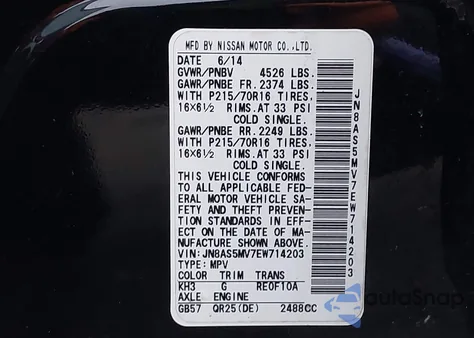 MFD BY NISSAN MOTOR CO.,LTD.
DATE 6/14
GVWR/PNBV 4526 LBS.
GAWR/PNBE FR. 2374 LBS.
WITH P215/70R16 TIRES,
16X6½ RIMS.AT 33 PSI
COLD SINGLE.
GAWR/PNBE RR. 2249 LBS.
WITH P215/70R16 TIRES,
16X6½ RIMS.AT 33 PSI
COLD SINGLE.
THIS VEHICLE CONFORMS
TO ALL APPLICABLE FED-
ERAL MOTOR VEHICLE SA-
FETY AND THEFT PREVEN-
TION STANDARDS IN EFF-
ECT ON THE DATE OF MA-
NUFACTURE SHOWN ABOVE.
VIN:JN8AS5MV7EW714203
TYPE:MPV
COLOR TRIM TRANS
KH3 G RE0F10A
AXLE ENGINE
GB57 QR25(DE) 2488CC
JN8AS5MV7EW714203
autoSnap